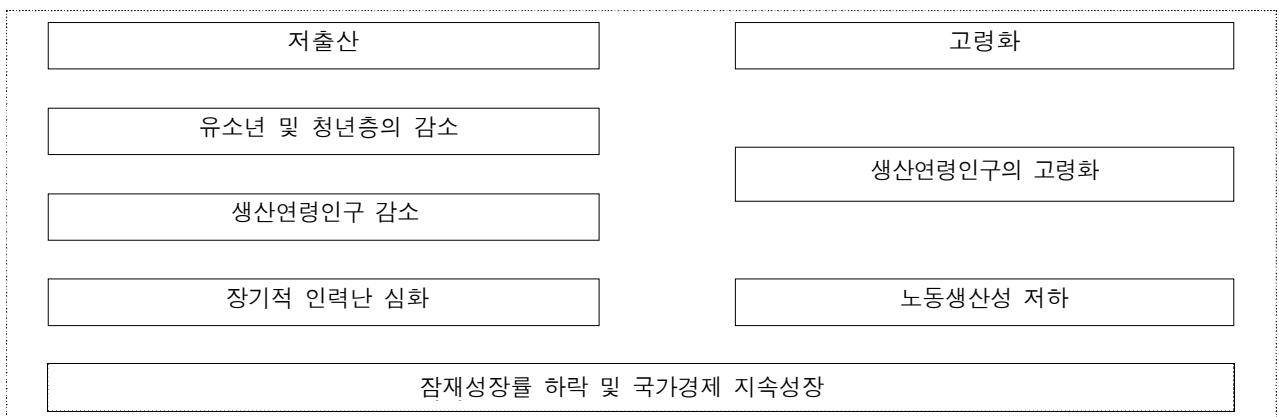 저출산
고령화
유소년 및 청년층의 감소
생산연령인구의 고령화
생산연령인구 감소
장기적 인력난 심화
노동생산성 저하
잠재성장률 하락 및 국가경제 지속성장